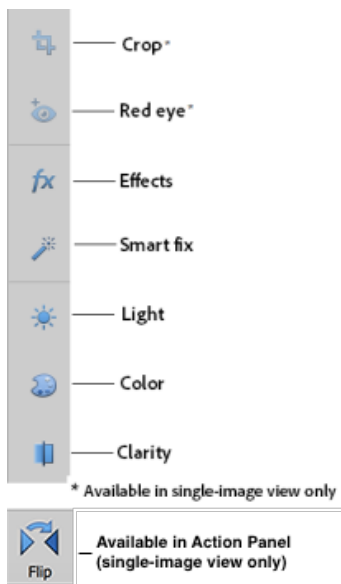 Crop*
Red eye*
fx Effects
Smart fix
Light
Color
Clarity
* Available in single-image view only
Flip
Available in Action Panel
(single-image view only)